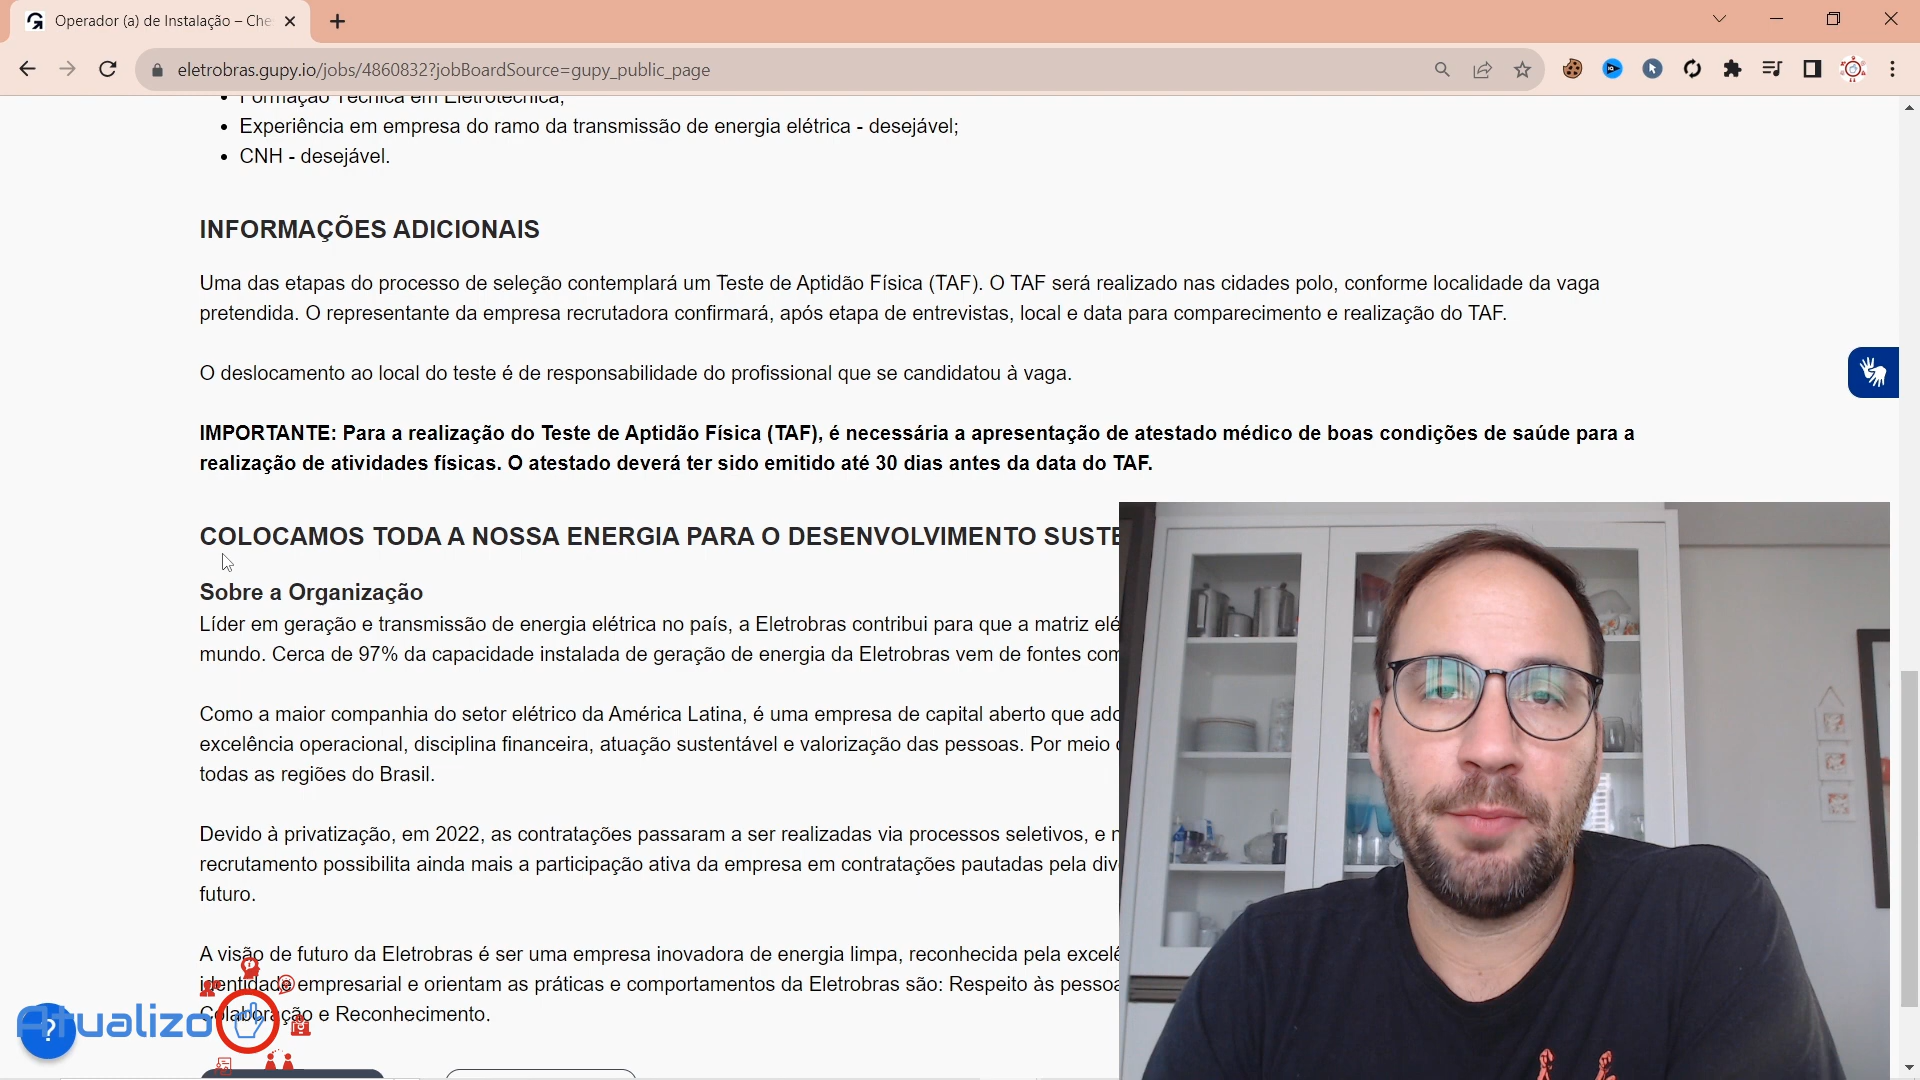 Operador (a) de Instalação – Che
eletrobras.gupy.io/jobs/4860832?jobBoardSource=gupy_public_page
Formação Técnica em Eletrotécnica;
Experiência em empresa do ramo da transmissão de energia elétrica - desejável;
CNH - desejável.
INFORMAÇÕES ADICIONAIS
Uma das etapas do processo de seleção contemplará um Teste de Aptidão Física (TAF). O TAF será realizado nas cidades polo, conforme localidade da vaga
pretendida. O representante da empresa recrutadora confirmará, após etapa de entrevistas, local e data para comparecimento e realização do TAF.
O deslocamento ao local do teste é de responsabilidade do profissional que se candidatou à vaga.
IMPORTANTE: Para a realização do Teste de Aptidão Física (TAF), é necessária a apresentação de atestado médico de boas condições de saúde para a
realização de atividades físicas. O atestado deverá ter sido emitido até 30 dias antes da data do TAF.
COLOCAMOS TODA A NOSSA ENERGIA PARA O DESENVOLVIMENTO SUSTE
Sobre a Organização
Líder em geração e transmissão de energia elétrica no país, a Eletrobras contribui para que a matriz elé
mundo. Cerca de 97% da capacidade instalada de geração de energia da Eletrobras vem de fontes com
Como a maior companhia do setor elétrico da América Latina, é uma empresa de capital aberto que ado
excelência operacional, disciplina financeira, atuação sustentável e valorização das pessoas. Por meio
todas as regiões do Brasil.
Devido à privatização, em 2022, as contratações passaram a ser realizadas via processos seletivos, e
recrutamento possibilita ainda mais a participação ativa da empresa em contratações pautadas pela div
futuro.
A visão de futuro da Eletrobras é ser uma empresa inovadora de energia limpa, reconhecida pela excelê
identidade empresarial e orientam as práticas e comportamentos da Eletrobras são: Respeito às pessoa
Colaboração e Reconhecimento.
Atualizo
?